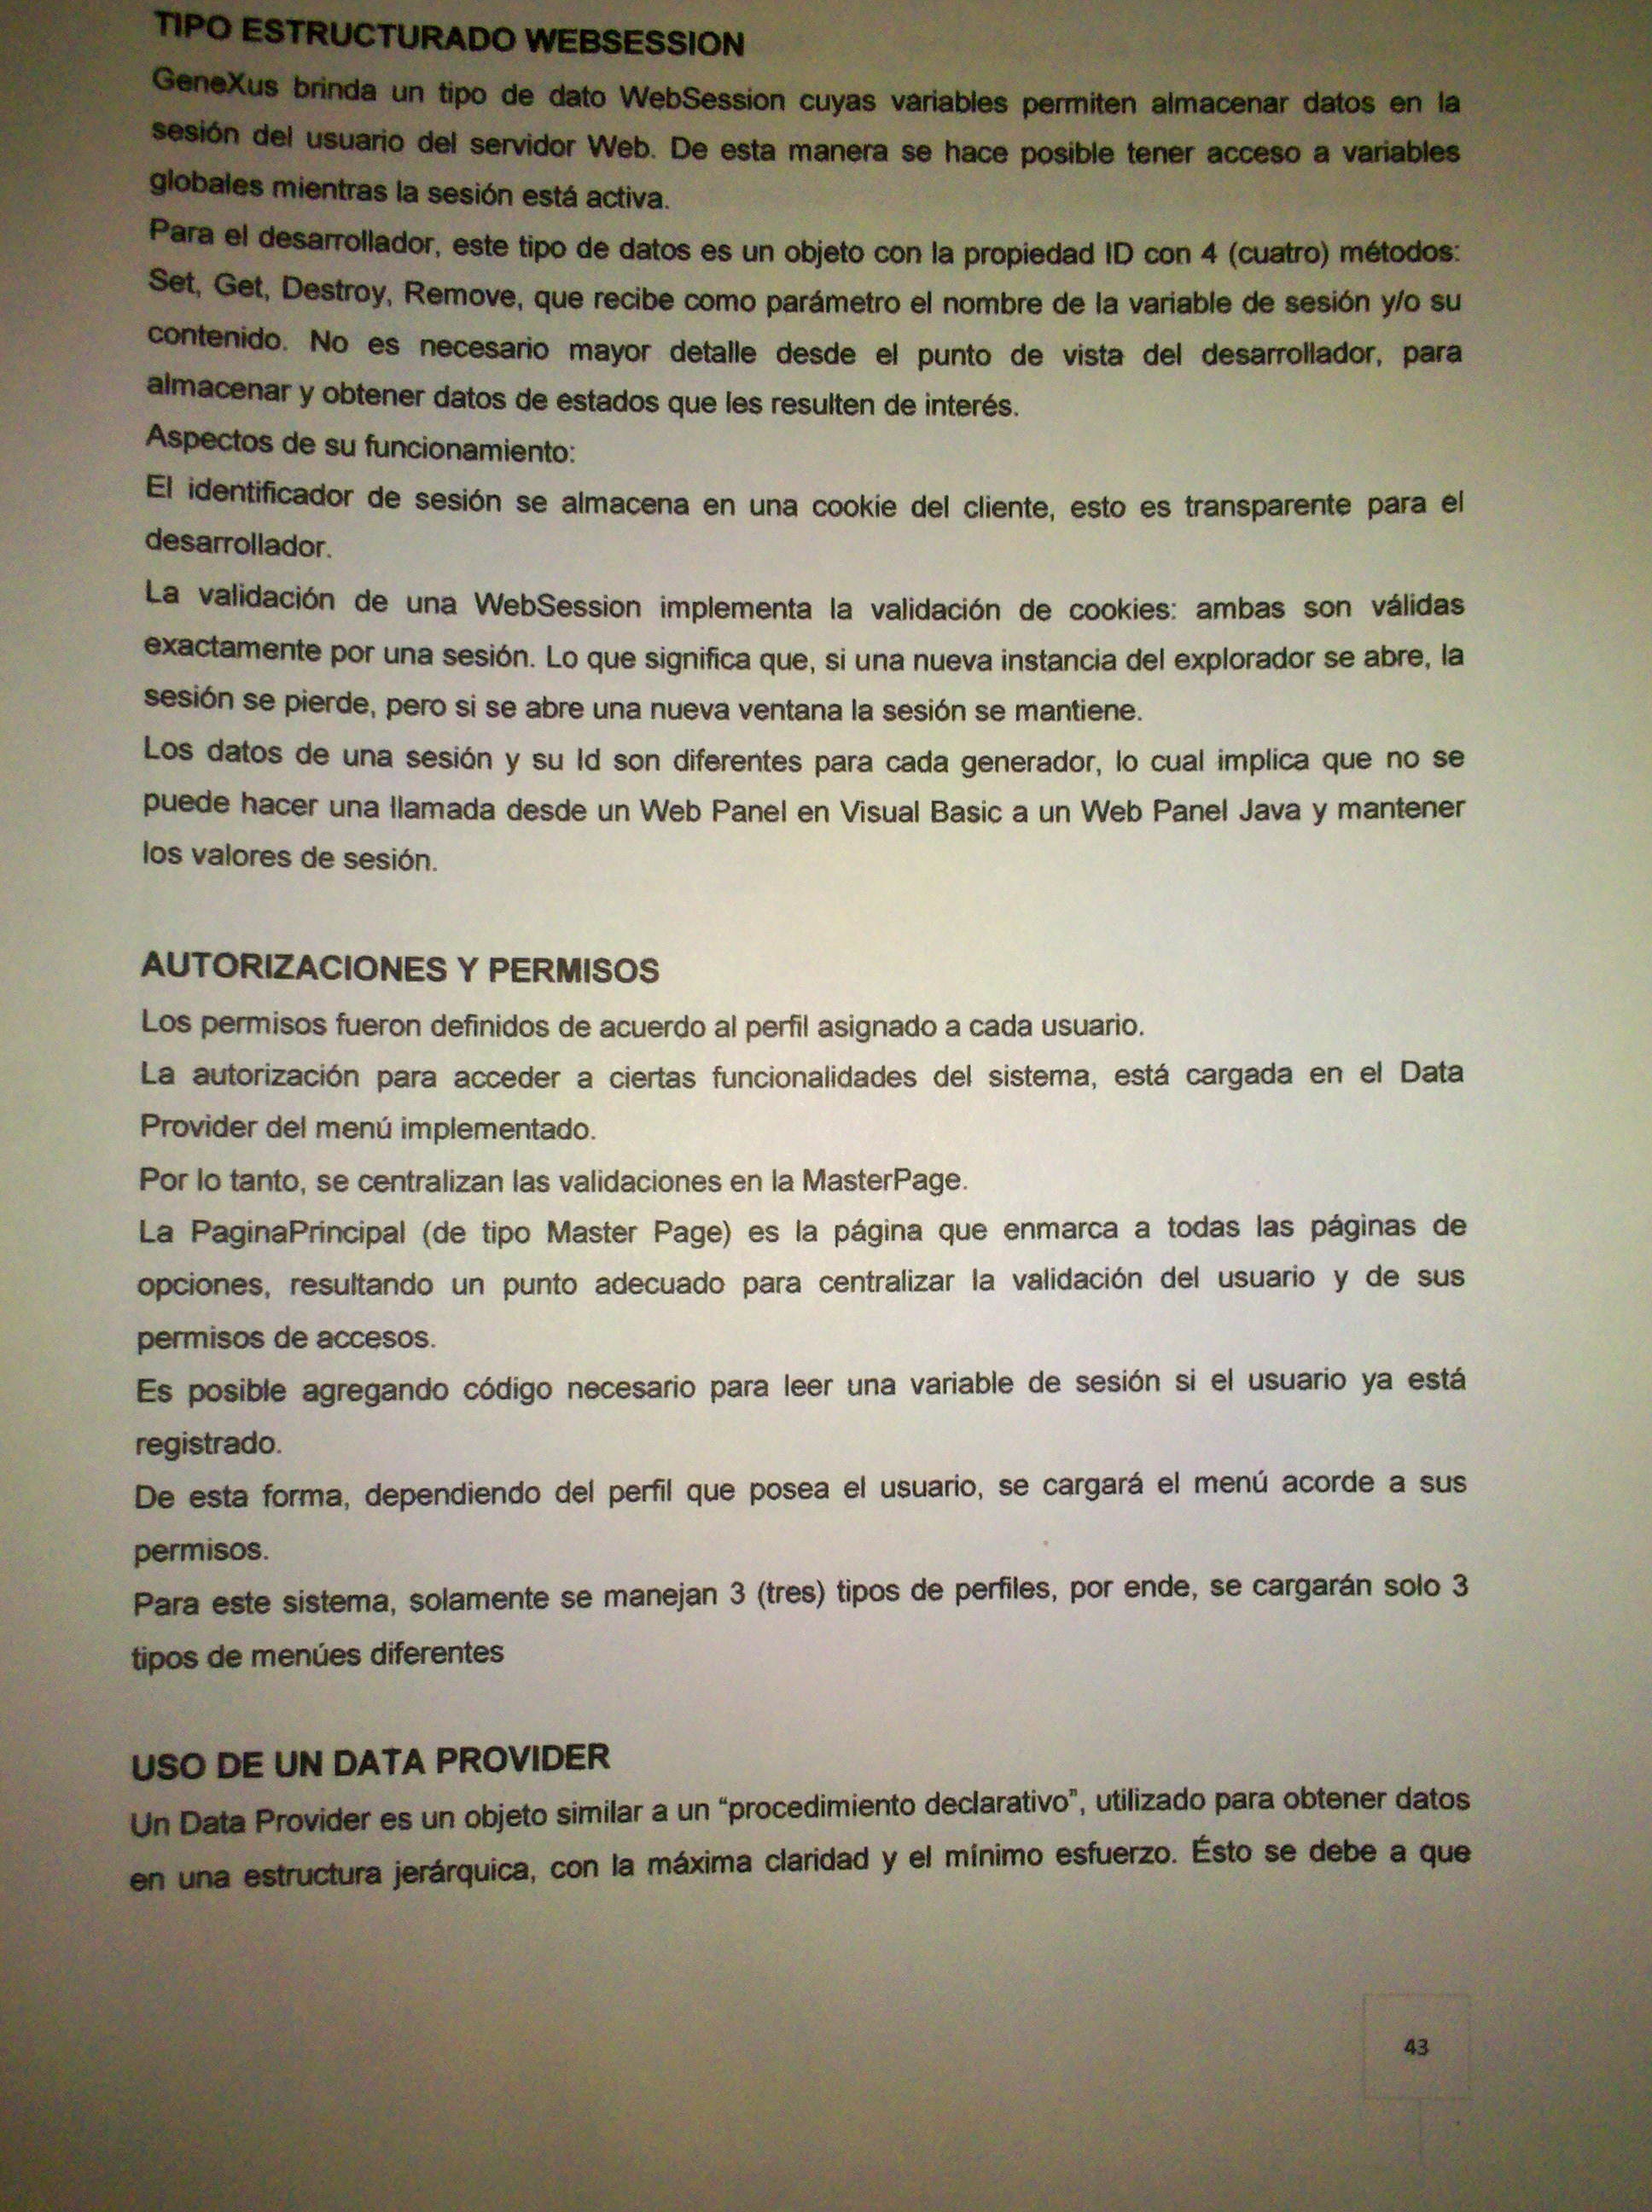 TIPO ESTRUCTURADO WEBSESSION
GeneXus brinda un tipo de dato WebSession cuyas variables permiten almacenar datos en la
sesión del usuario del servidor Web. De esta manera se hace posible tener acceso a variables
globales mientras la sesión está activa.
Para el desarrollador, este tipo de datos es un objeto con la propiedad ID con 4 (cuatro) métodos:
Set, Get, Destroy, Remove, que recibe como parámetro el nombre de la variable de sesión y/o su
contenido. No es necesario mayor detalle desde el punto de vista del desarrollador, para
almacenar y obtener datos de estados que les resulten de interés.
Aspectos de su funcionamiento:
El identificador de sesión se almacena en una cookie del cliente, esto es transparente para el
desarrollador.
La validación de una WebSession implementa la validación de cookies: ambas son válidas
exactamente por una sesión. Lo que significa que, si una nueva instancia del explorador se abre, la
sesión se pierde, pero si se abre una nueva ventana la sesión se mantiene.
Los datos de una sesión y su Id son diferentes para cada generador, lo cual implica que no se
puede hacer una llamada desde un Web Panel en Visual Basic a un Web Panel Java y mantener
los valores de sesión.
AUTORIZACIONES Y PERMISOS
Los permisos fueron definidos de acuerdo al perfil asignado a cada usuario.
La autorización para acceder a ciertas funcionalidades del sistema, está cargada en el Data
Provider del menú implementado.
Por lo tanto, se centralizan las validaciones en la MasterPage.
La PaginaPrincipal (de tipo Master Page) es la página que enmarca a todas las páginas de
opciones, resultando un punto adecuado para centralizar la validación del usuario y de sus
permisos de accesos.
Es posible agregando código necesario para leer una variable de sesión si el usuario ya está
registrado.
De esta forma, dependiendo del perfil que posea el usuario, se cargará el menú acorde a sus
permisos.
Para este sistema, solamente se manejan 3 (tres) tipos de perfiles, por ende, se cargarán solo 3
tipos de menúes diferentes
USO DE UN DATA PROVIDER
Un Data Provider es un objeto similar a un “procedimiento declarativo”, utilizado para obtener datos
en una estructura jerárquica, con la máxima claridad y el mínimo esfuerzo. Ésto se debe a que
43